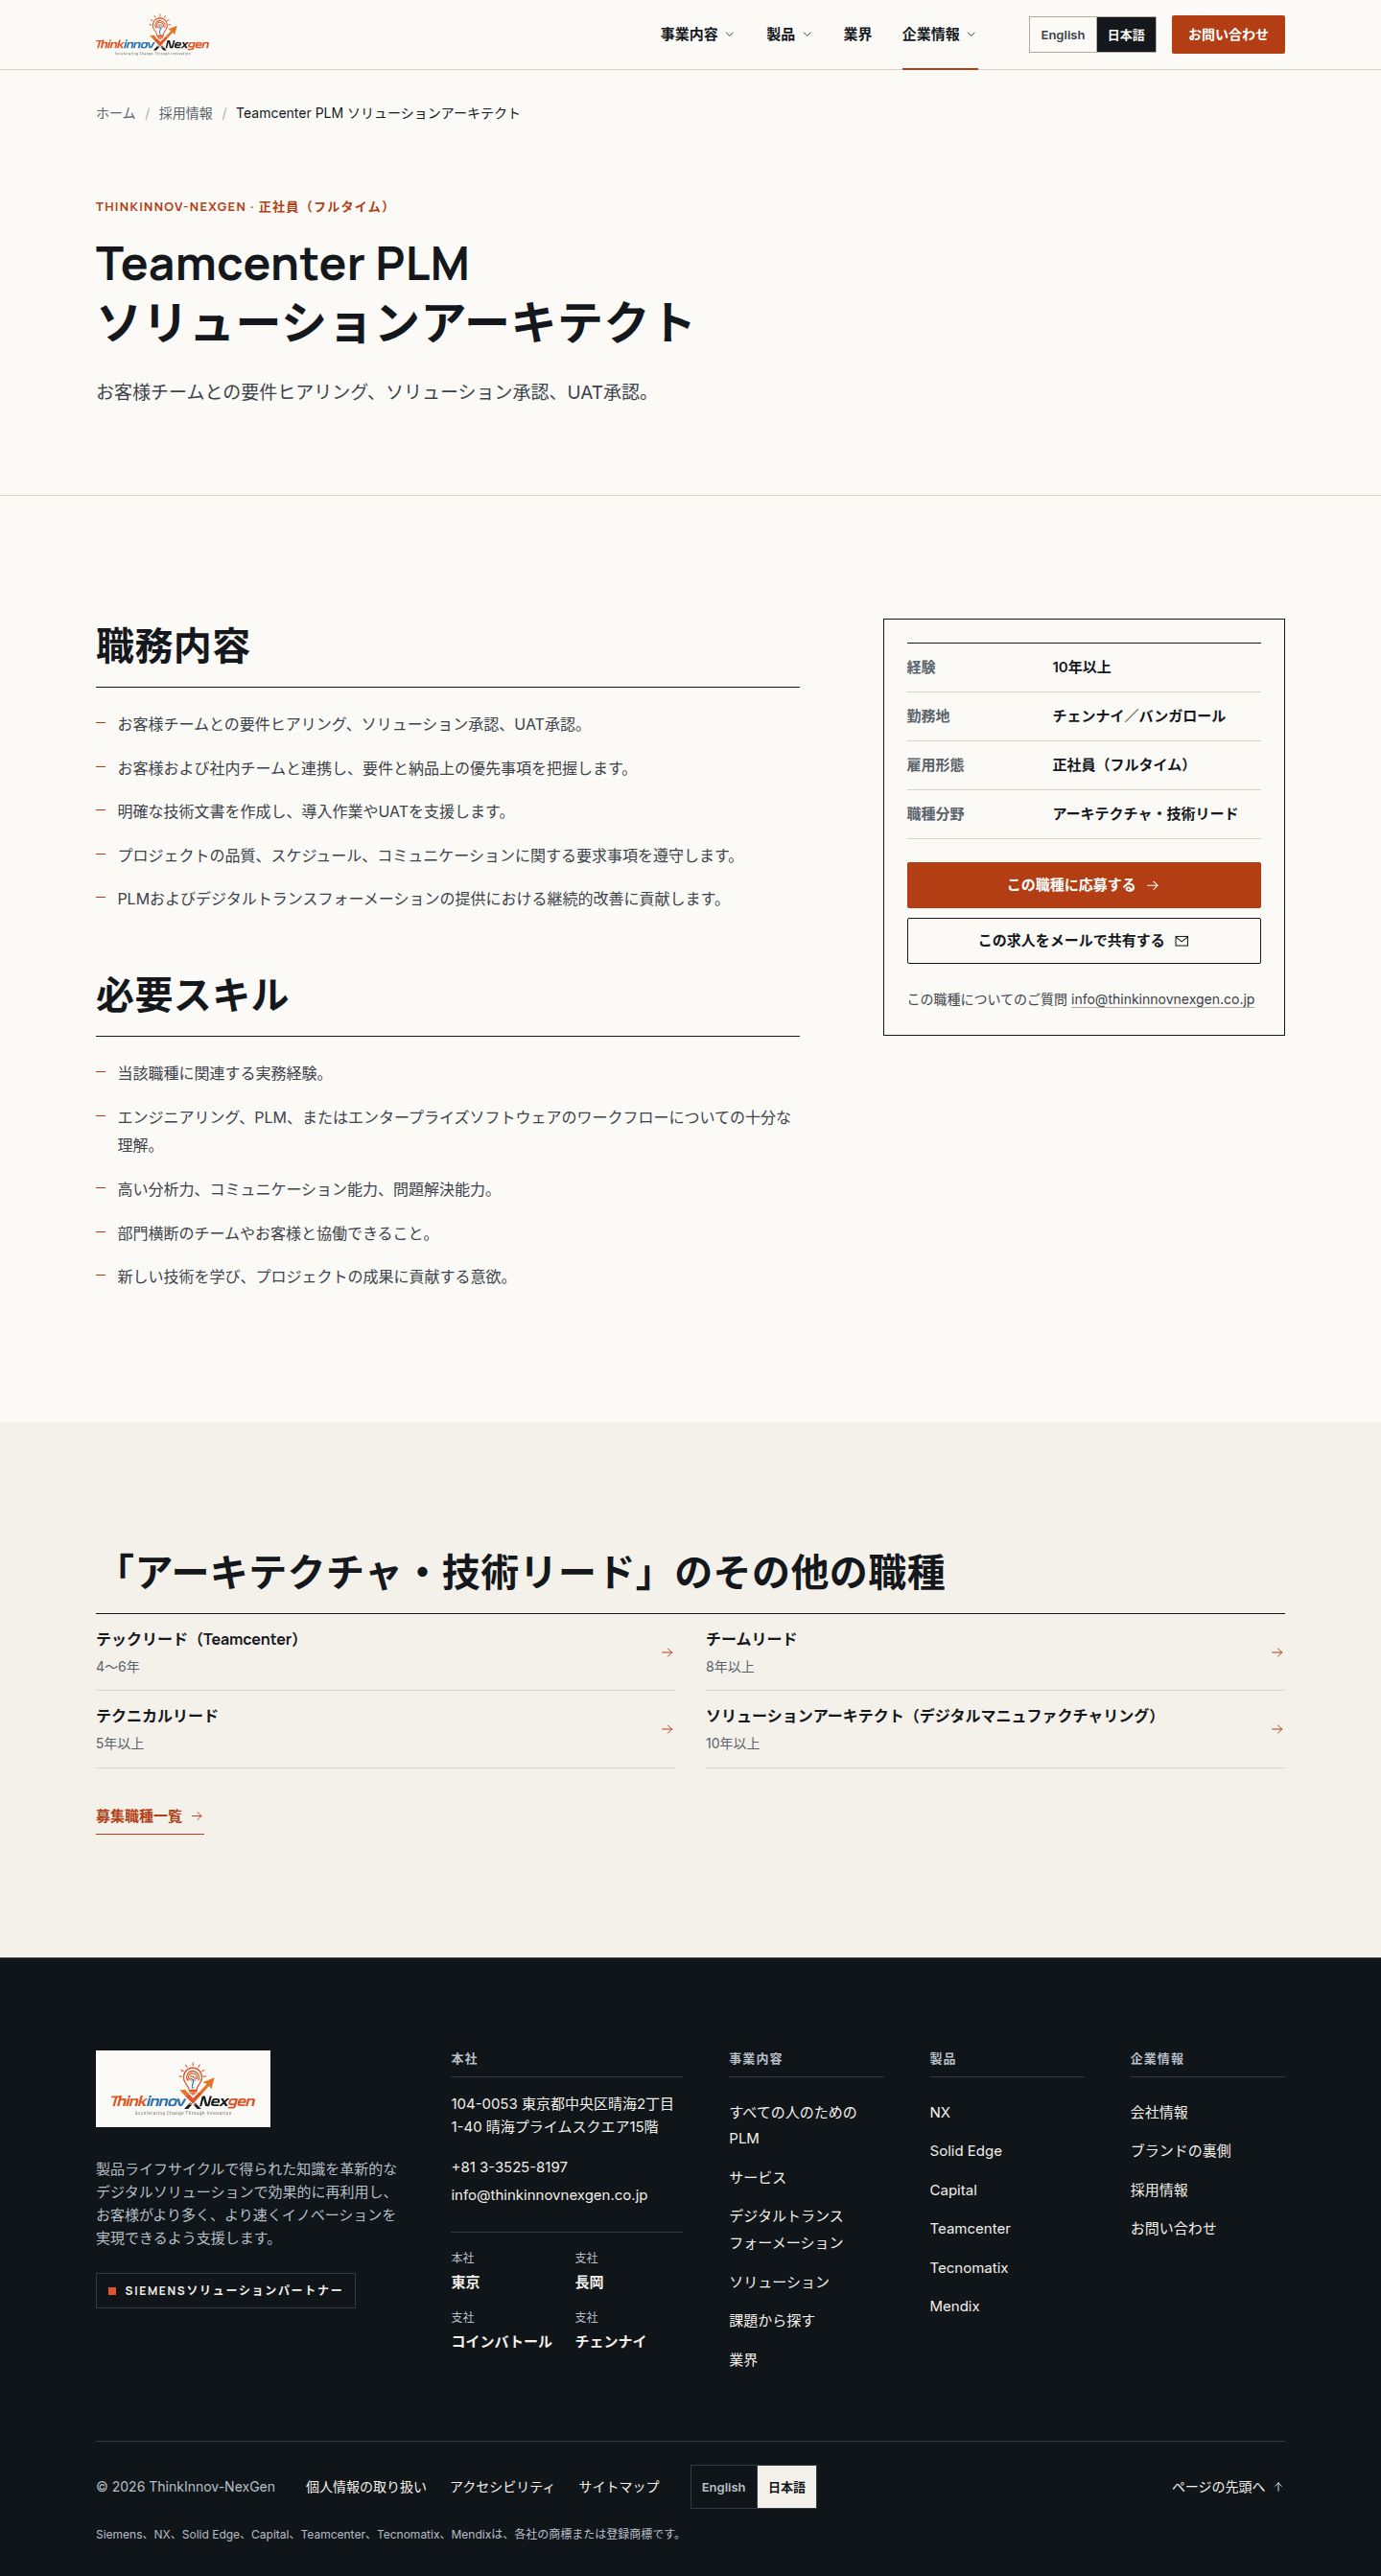 ThinkinnovXNexgen
Accelerating Change Through Innovation
事業内容
製品
業界
企業情報
English
日本語
お問い合わせ
ホーム / 採用情報 / Teamcenter PLM ソリューションアーキテクト
THINKINNOV-NEXGEN · 正社員（フルタイム）
Teamcenter PLM
ソリューションアーキテクト
お客様チームとの要件ヒアリング、ソリューション承認、UAT承認。
職務内容
お客様チームとの要件ヒアリング、ソリューション承認、UAT承認。
お客様および社内チームと連携し、要件と納品上の優先事項を把握します。
明確な技術文書を作成し、導入作業やUATを支援します。
プロジェクトの品質、スケジュール、コミュニケーションに関する要求事項を遵守します。
PLMおよびデジタルトランスフォーメーションの提供における継続的改善に貢献します。
必要スキル
当該職種に関連する実務経験。
エンジニアリング、PLM、またはエンタープライズソフトウェアのワークフローについての十分な
理解。
高い分析力、コミュニケーション能力、問題解決能力。
部門横断のチームやお客様と協働できること。
新しい技術を学び、プロジェクトの成果に貢献する意欲。
経験 10年以上
勤務地 チェンナイ／バンガロール
雇用形態 正社員（フルタイム）
職種分野 アーキテクチャ・技術リード
この職種に応募する →
この求人をメールで共有する
この職種についてのご質問 info@thinkinnovnexgen.co.jp
「アーキテクチャ・技術リード」のその他の職種
テックリード（Teamcenter）
4〜6年
→
チームリード
8年以上
→
テクニカルリード
5年以上
→
ソリューションアーキテクト（デジタルマニュファクチャリング）
10年以上
→
募集職種一覧 →
ThinkinnovXNexgen
Accelerating Change Through Innovation
製品ライフサイクルで得られた知識を革新的な
デジタルソリューションで効果的に再利用し、
お客様がより多く、より速くイノベーションを
実現できるよう支援します。
SIEMENSソリューションパートナー
本社
104-0053 東京都中央区晴海2丁目
1-40 晴海プライムスクエア15階
+81 3-3525-8197
info@thinkinnovnexgen.co.jp
本社
東京
支社
長岡
支社
コインバトール
支社
チェンナイ
事業内容
すべての人のための
PLM
サービス
デジタルトランス
フォーメーション
ソリューション
課題から探す
業界
製品
NX
Solid Edge
Capital
Teamcenter
Tecnomatix
Mendix
企業情報
会社情報
ブランドの裏側
採用情報
お問い合わせ
© 2026 ThinkInnov-NexGen
個人情報の取り扱い
アクセシビリティ
サイトマップ
English
日本語
ページの先頭へ ↑
Siemens、NX、Solid Edge、Capital、Teamcenter、Tecnomatix、Mendixは、各社の商標または登録商標です。